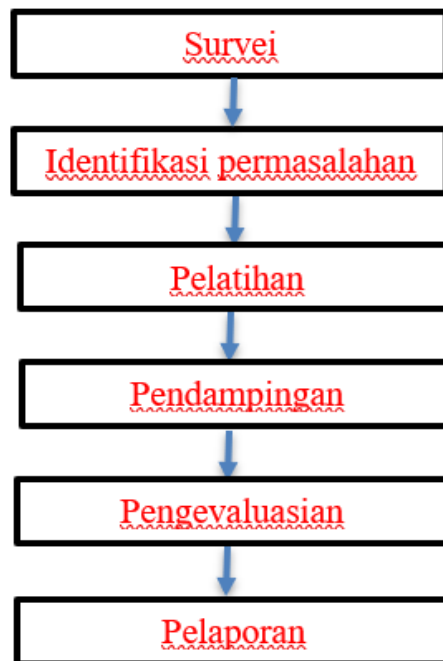 Survei
Identifikasi permasalahan
Pelatihan
Pendampingan
Pengevaluasian
Pelaporan